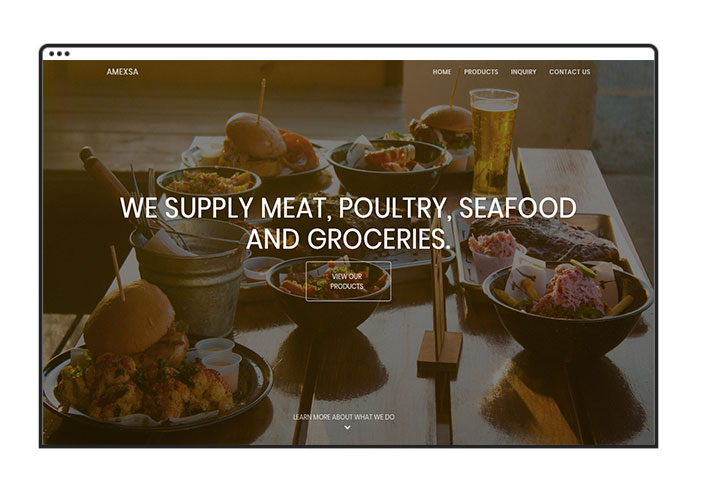 AMEXSA
HOME PRODUCTS INQUIRY CONTACT US
WE SUPPLY MEAT, POULTRY, SEAFOOD
AND GROCERIES.
VIEW OUR
PRODUCTS
LEARN MORE ABOUT WHAT WE DO